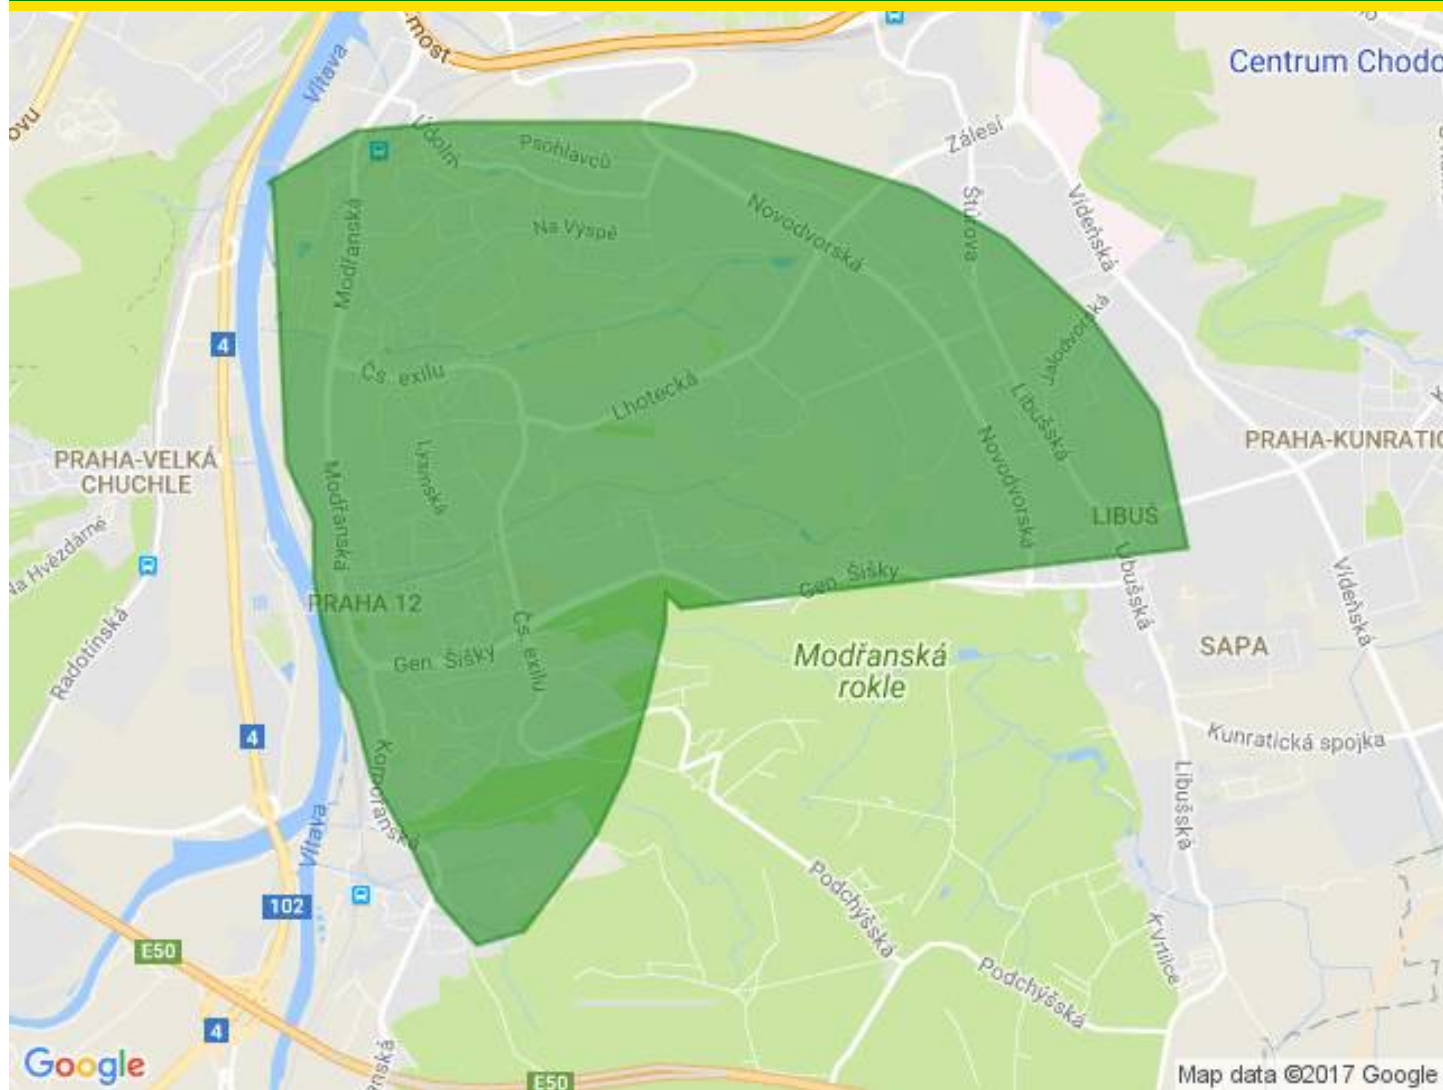 -most
Centrum Chodo
Vltava
ovu
Údolní
Psohlavců
Zálesí
Modřanská
Na Výspě
Novodvorská
Štúrova
Vídeňská
4
Čs. exilu
Lhotecká
Jalodvorská
Libušská
PRAHA-VELKÁ
CHUCHLE
Lysinská
Modřanská
Novodvorská
PRAHA-KUNRATIC
LIBUŠ
Na Hvězdárně
PRAHA 12
Gen. Šišky
Libušská
Vídeňská
Radotínská
Gen. Šišky
Čs. exilu
Modřanská
rokle
SAPA
4
Komořanská
Kunratická spojka
Libušská
Vltava
102
Podchýšská
E50
K Vrtilce
Podchýšská
4
Google
anská
E50
Map data ©2017 Google